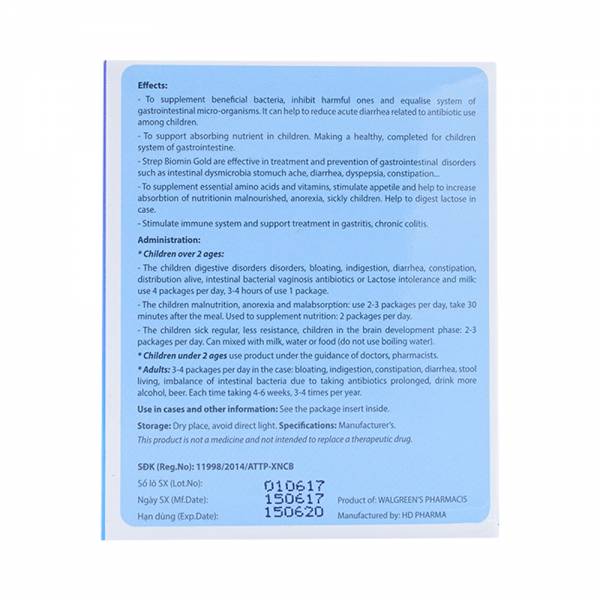 Effects:
- To supplement beneficial bacteria, inhibit harmful ones and equalise system of
gastrointestinal micro-organisms. It can help to reduce acute diarrhea related to antibiotic use
among children.
- To support absorbing nutrient in children. Making a healthy, completed for children
system of gastrointestine.
- Strep Biomin Gold are effective in treatment and prevention of gastrointestinal disorders
such as intestinal dysmicrobia stomuch ache, diarrhea, dyspepsia, constipation...
- To supplement essential amino acids and vitamins, stimulate appetile and help to increase
absorbtion of nutritionin malnourished, anorexia, sickly children. Help to digest lactose in
case.
- Stimulate immune system and support treatment in gastritis, chronic colitis.
Administration:
* Children over 2 ages:
- The children digestive disorders disorders, bloating, indigestion, diarrhea, constipation,
distribution alive, intestinal bacterial vaginosis antibiotics or Lactose intolerance and milk:
use 4 packages per day, 3-4 hours of use 1 package.
- The children malnutrition, anorexia and malabsorption: use 2-3 packages per day, take 30
minutes after the meal. Used to supplement nutrition: 2 packages per day.
- The children sick regular, less resistance, children in the brain development phase: 2-3
packages per day. Can mixed with milk, water or food (do not use boiling water).
* Children under 2 ages use product under the guidance of doctors, pharmacists.
* Adults: 3-4 packages per day in the case: bloating, indigestion, constipation, diarrhea, stool
living, imbalance of intestinal bacteria due to taking antibiotics prolonged, drink more
alcohol, beer. Each time taking 4-6 weeks, 3-4 times per year.
Use in cases and other information: See the package insert inside.
Storage: Dry place, avoid direct light. Specifications: Manufacturer's.
This product is not a medicine and not intended to replace a therapeutic drug.
SĐK (Reg.No): 11998/2014/ATTP-XNCB
Số lô SX (Lot.No): 010617
Ngày SX (Mf.Date): 150617 Product of: WALGREEN'S PHARMACIS
Hạn dùng (Exp.Date): 150620 Manufactured by: HD PHARMA